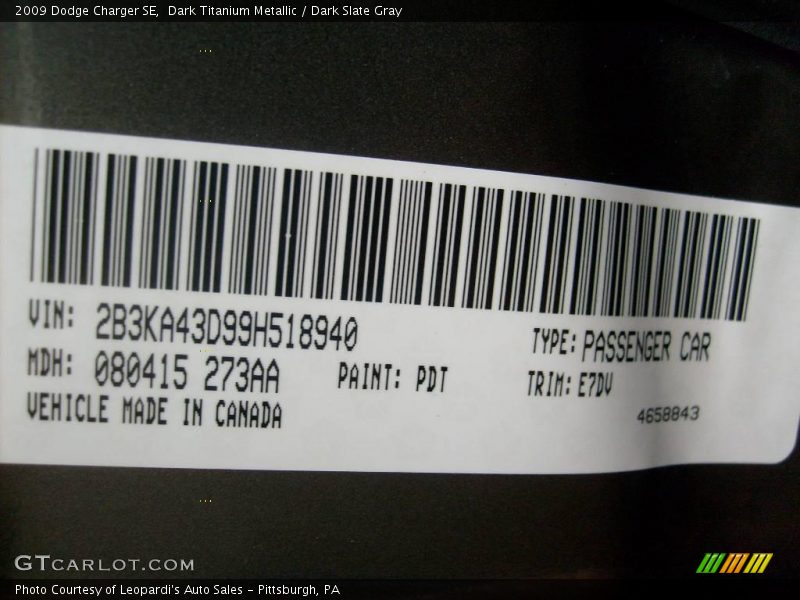 2009 Dodge Charger SE,  Dark Titanium Metallic / Dark Slate Gray
VIN: 2B3KA43D99H518940
TYPE: PASSENGER CAR
MDH: 080415 273AA
PAINT: PDT
TRIM: E7DV
VEHICLE MADE IN CANADA
4658843
GTCARLOT.COM
Photo Courtesy of Leopardi's Auto Sales - Pittsburgh, PA